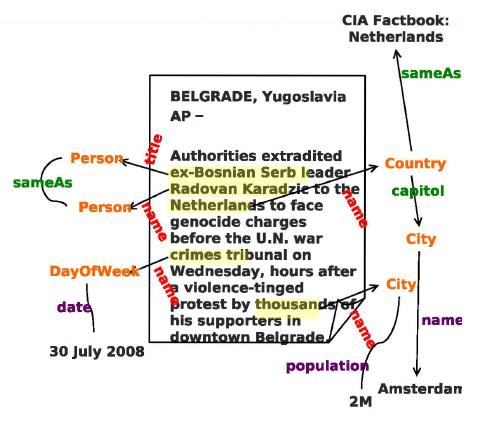 CIA Factbook:
Netherlands
sameAs
BELGRADE, Yugoslavia
AP –
title
Person
Authorities extradited
ex-Bosnian Serb leader
Country
sameAs
Radovan Karadzic to the
capitol
Person
Netherlands to face
name
name
genocide charges
before the U.N. war
City
crimes tribunal on
DayOfWeek
Wednesday, hours after
name
a violence-tinged
City
date
protest by thousands of
his supporters in
name
name
30 July 2008
downtown Belgrade.
population
Amsterdam
2M